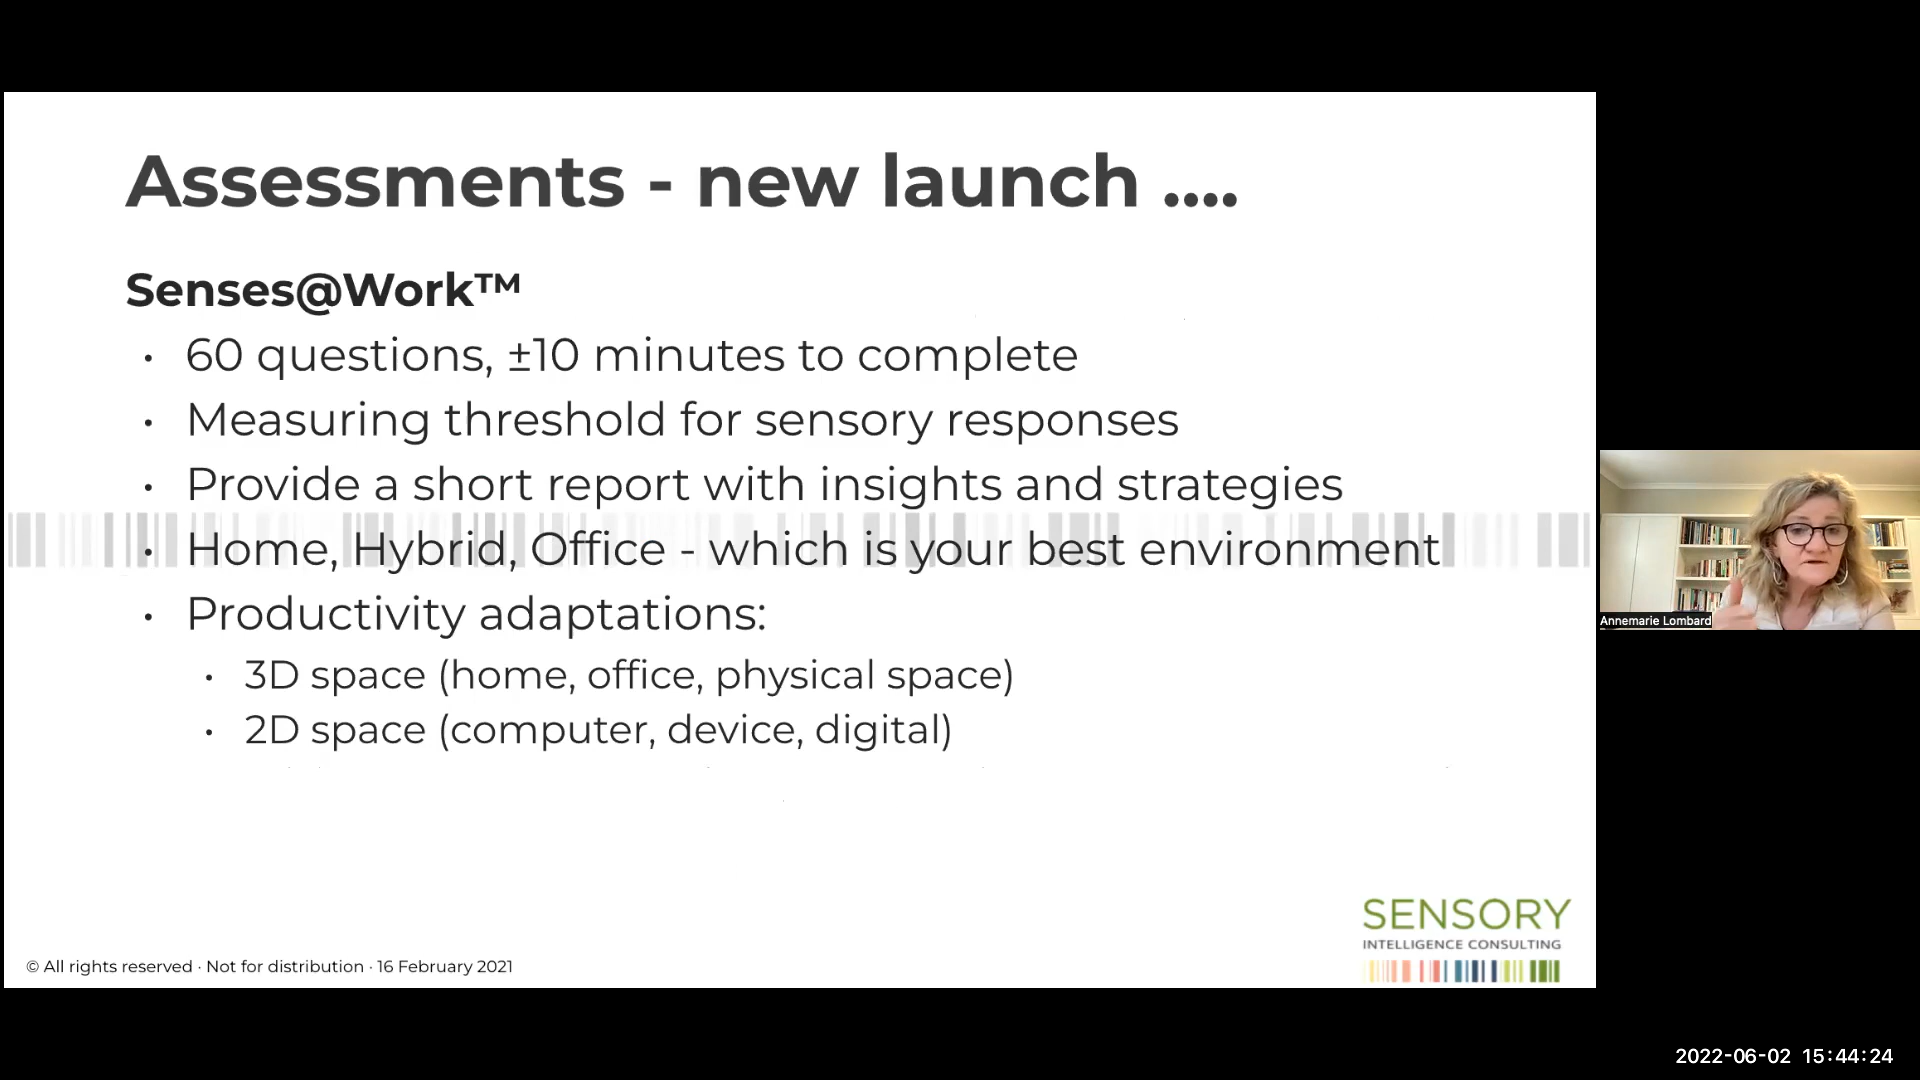 Assessments - new launch ....
Senses@Work™
• 60 questions, ±10 minutes to complete
• Measuring threshold for sensory responses
• Provide a short report with insights and strategies
• Home, Hybrid, Office - which is your best environment
• Productivity adaptations:
• 3D space (home, office, physical space)
• 2D space (computer, device, digital)
Annemarie Lombard
SENSORY
INTELLIGENCE CONSULTING
© All rights reserved · Not for distribution · 16 February 2021
2022-06-02 15:44:24